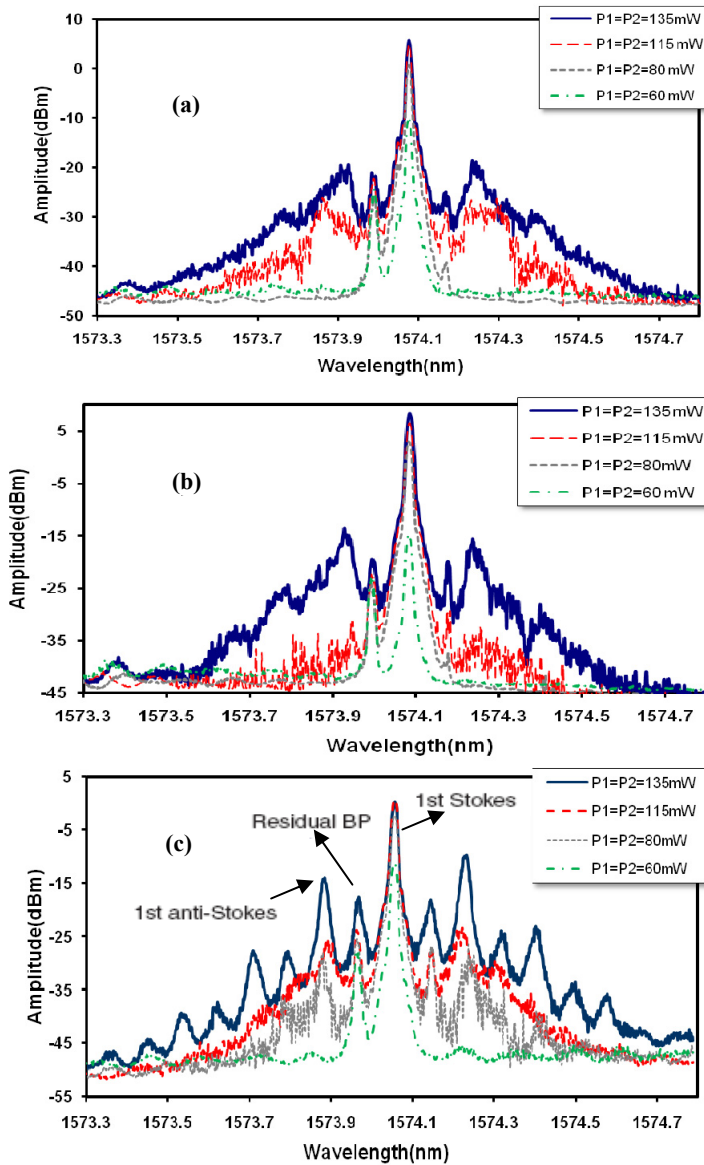 10
0
-10
-20
-30
-40
-50
Amplitude(dBm)
(a)
P1=P2=135mW
P1=P2=115mW
P1=P2=80mW
P1=P2=60mW
1573.3 1573.5 1573.7 1573.9 1574.1 1574.3 1574.5 1574.7
Wavelength(nm)
5
-5
-15
-25
-35
-45
Amplitude(dBm)
(b)
P1=P2=135mW
P1=P2=115mW
P1=P2=80mW
P1=P2=60mW
1573.3 1573.5 1573.7 1573.9 1574.1 1574.3 1574.5 1574.7
Wavelength(nm)
5
-5
-15
-25
-35
-45
-55
Amplitude(dBm)
(c)
1st Stokes
Residual BP
1st anti-Stokes
P1=P2=135mW
P1=P2=115mW
P1=P2=80mW
P1=P2=60mW
1573.3 1573.5 1573.7 1573.9 1574.1 1574.3 1574.5 1574.7
Wavelength(nm)